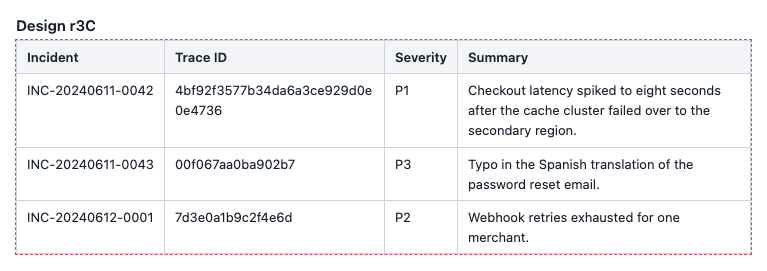 Design r3C
Incident Trace ID Severity Summary
INC-20240611-0042 4bf92f3577b34da6a3ce929d0e P1 Checkout latency spiked to eight seconds
0e4736 after the cache cluster failed over to the
secondary region.
INC-20240611-0043 00f067aa0ba902b7 P3 Typo in the Spanish translation of the
password reset email.
INC-20240612-0001 7d3e0a1b9c2f4e6d P2 Webhook retries exhausted for one
merchant.